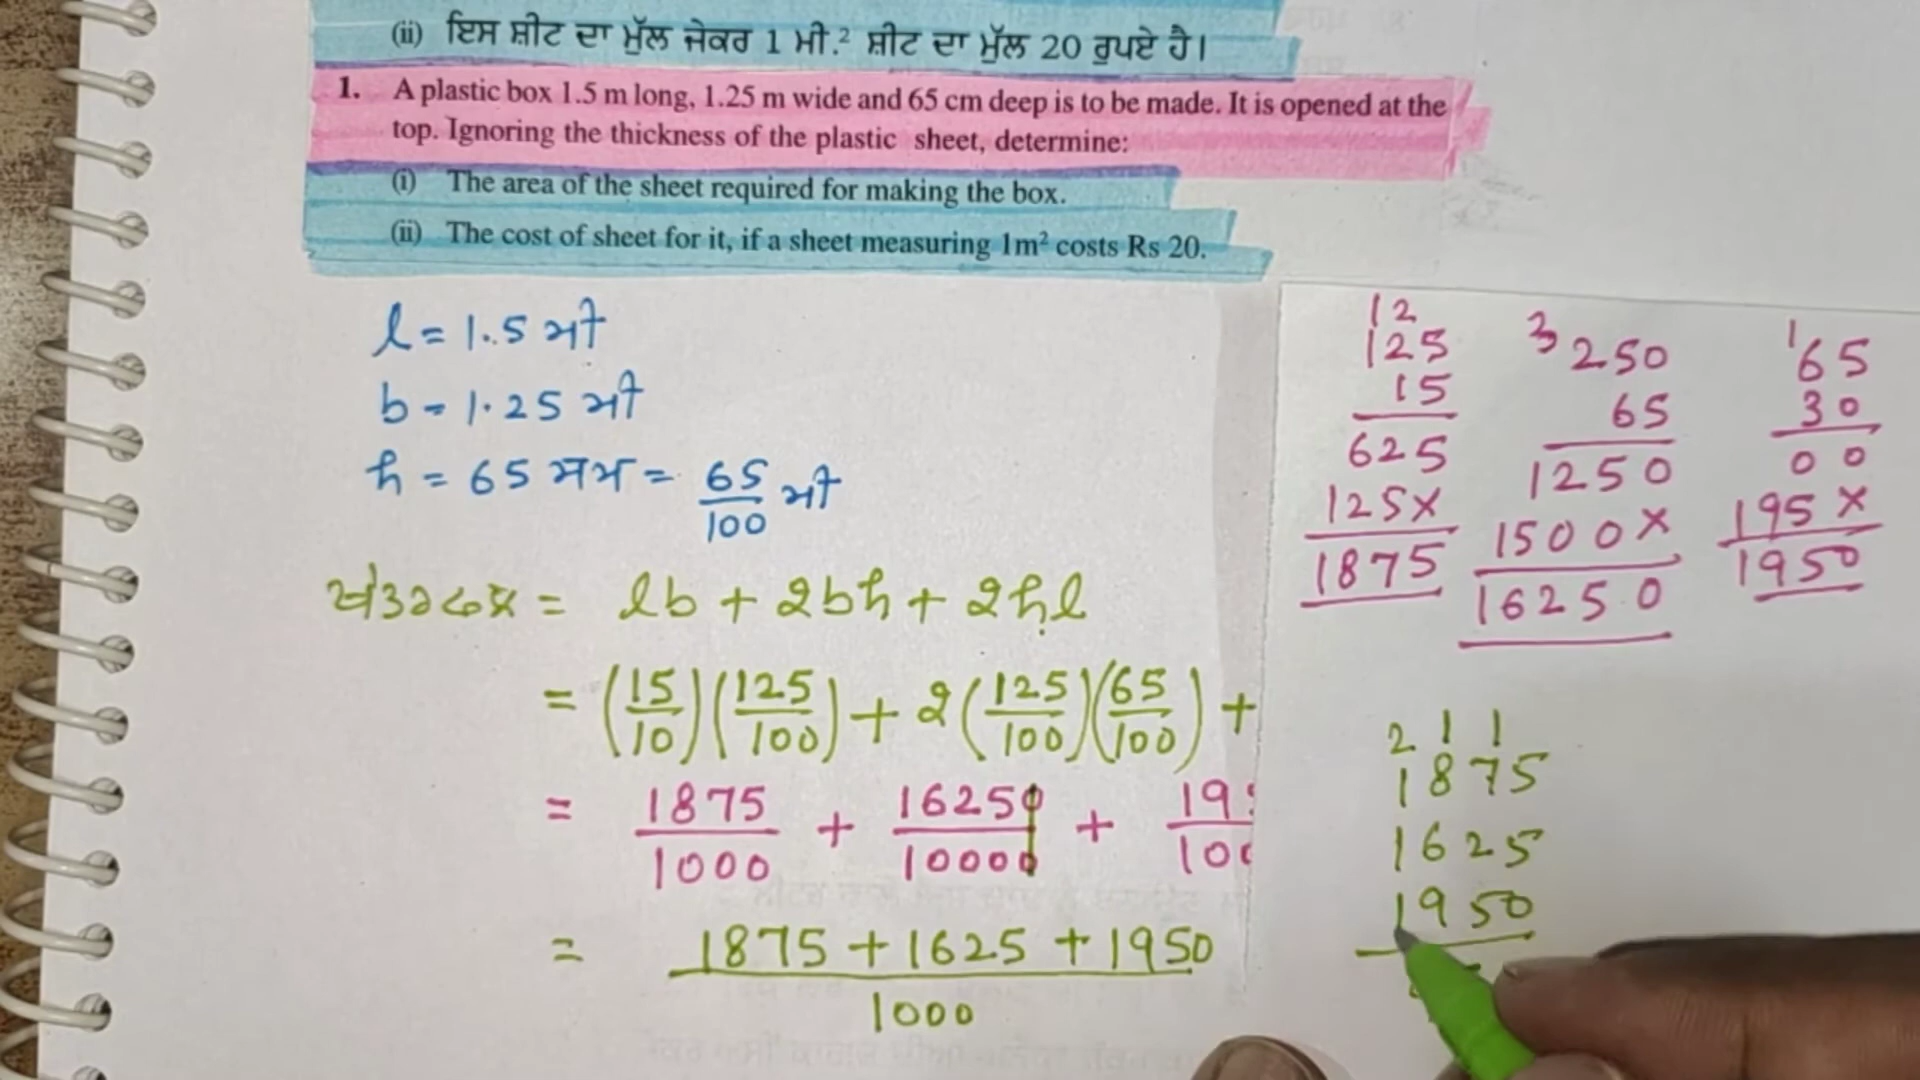 (ii) ਇਸ ਸ਼ੀਟ ਦਾ ਮੁੱਲ ਜੇਕਰ 1 ਮੀ.² ਸ਼ੀਟ ਦਾ ਮੁੱਲ 20 ਰੁਪਏ ਹੈ।
1. A plastic box 1.5 m long, 1.25 m wide and 65 cm deep is to be made. It is opened at the
top. Ignoring the thickness of the plastic sheet, determine:
(i) The area of the sheet required for making the box.
(ii) The cost of sheet for it, if a sheet measuring 1m² costs Rs 20.
l = 1.5 ਮੀ
b = 1.25 ਮੀ
h = 65 ਸਮ = 65/100 ਮੀ
ਖੇਤਰਫਲ = lb + 2bh + 2hl
= (15/10)(125/100) + 2(125/100)(65/100) +
= 1875/1000 + 16250/10000 +
= 1875 + 1625 + 1950
1000
12
125
15
625
125×
1875
3
250
65
1250
1500×
16250
1
65
30
00
195×
1950
2 1 1
1875
1625
1950